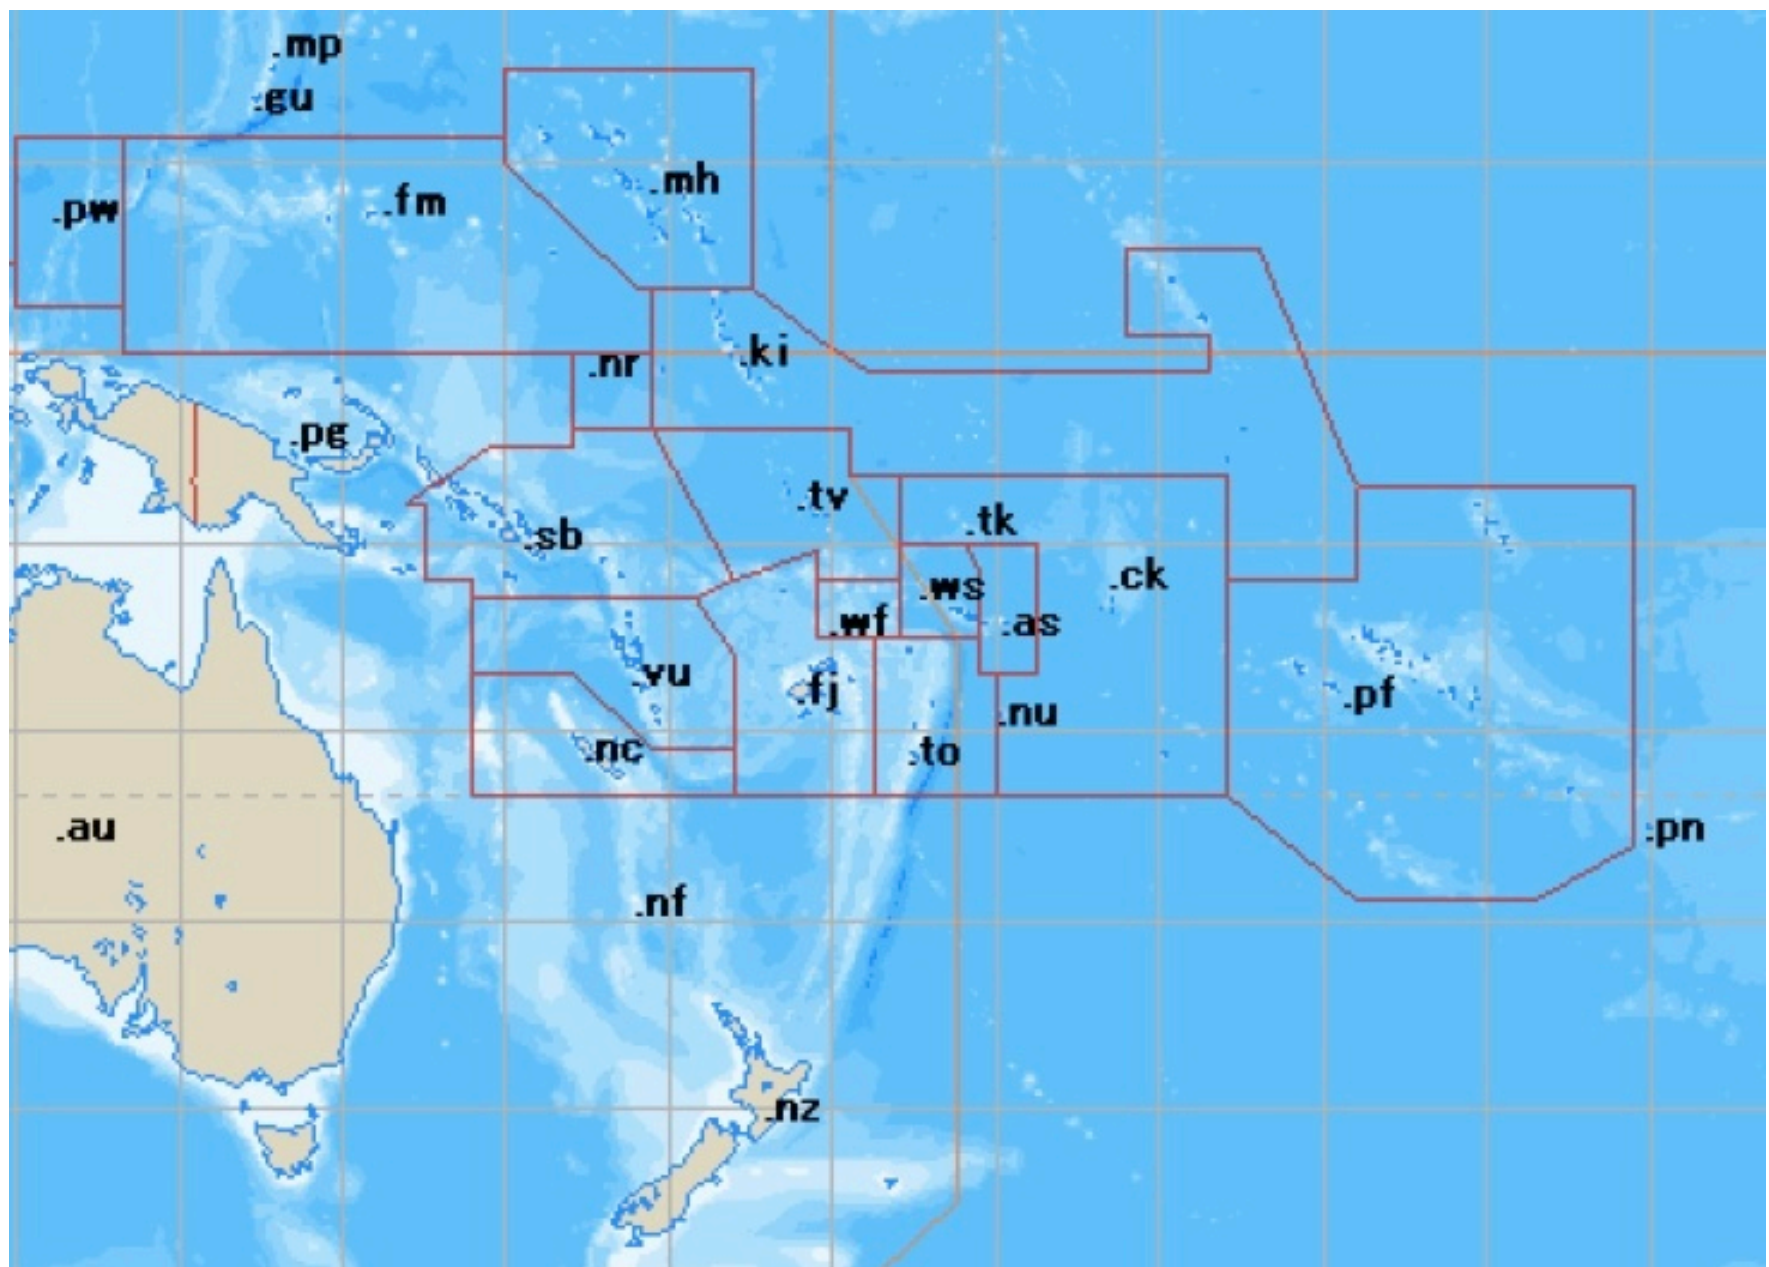 .mp
.gu
.mh
.pw
.fm
.ki
.nr
.pg
.tv
.tk
.sb
.ck
.ws
.wf
.as
.vu
.fj
.pf
.nu
.nc
.to
.au
.pn
.nf
.nz